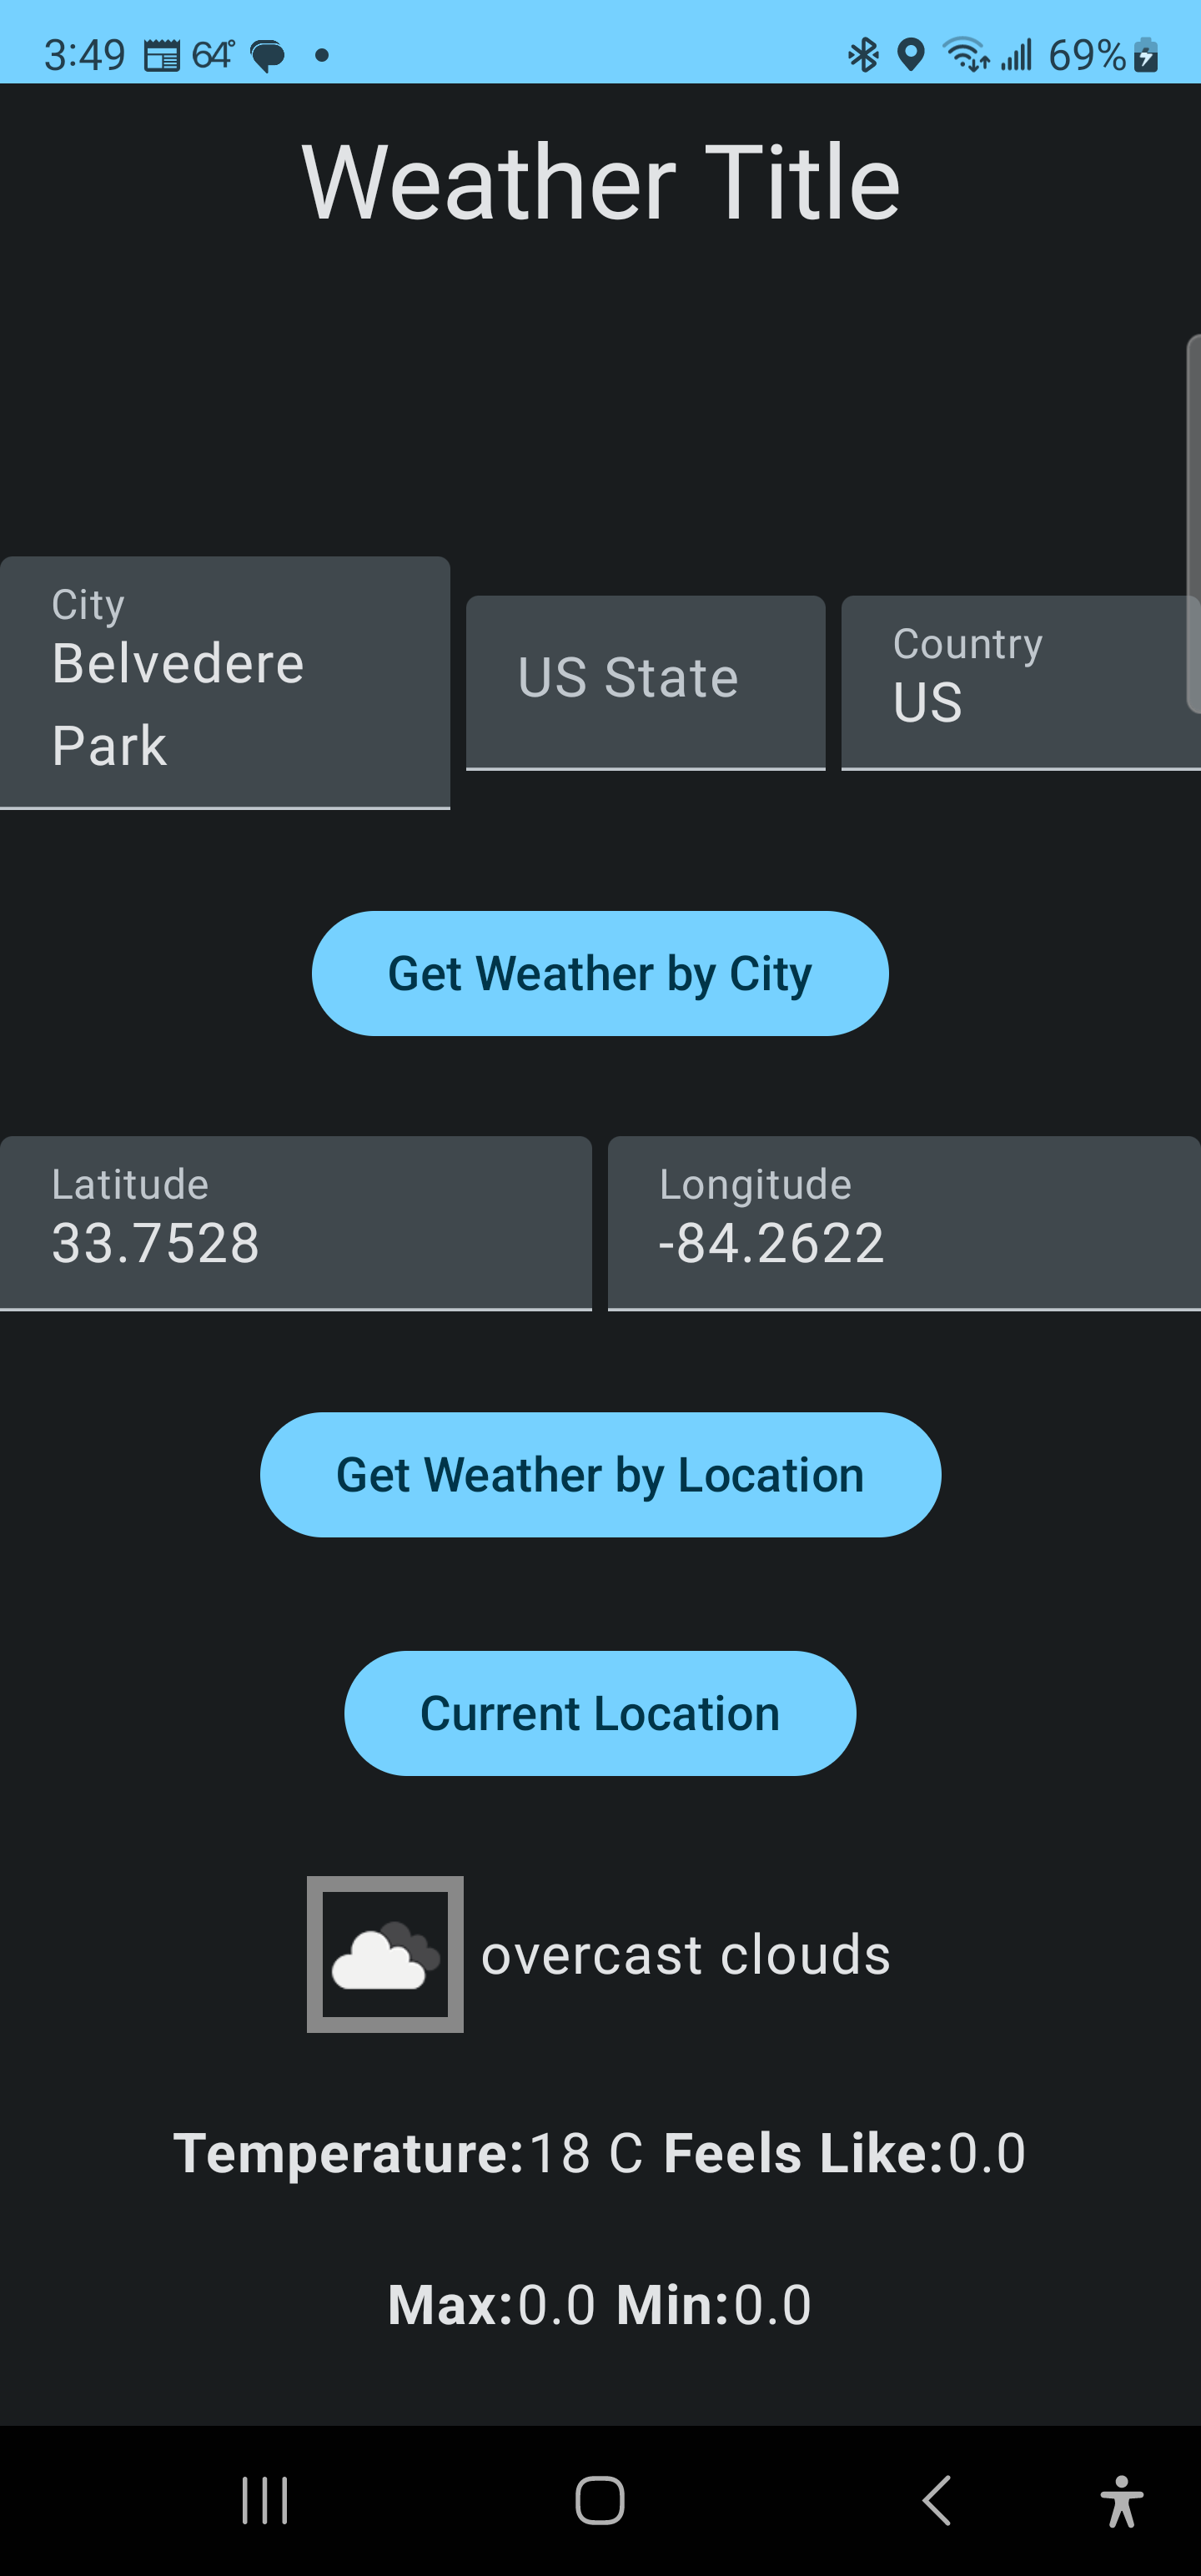 3:49 64° 69%
Weather Title
City
Belvedere
Park
US State
Country
US
Get Weather by City
Latitude
33.7528
Longitude
-84.2622
Get Weather by Location
Current Location
overcast clouds
Temperature:18 C Feels Like:0.0
Max:0.0 Min:0.0